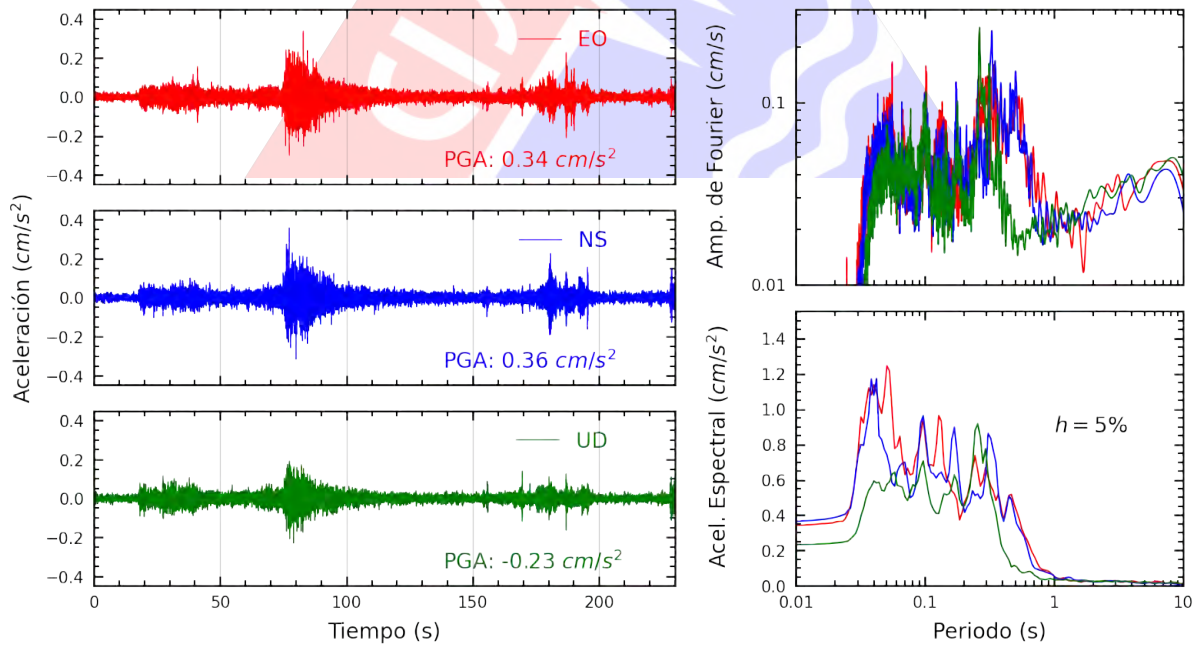 0.4
0.2
0.0
−0.2
−0.4
EO
PGA: 0.34 cm/s²
0.4
0.2
0.0
−0.2
−0.4
NS
PGA: 0.36 cm/s²
0.4
0.2
0.0
−0.2
−0.4
UD
PGA: -0.23 cm/s²
0
50
100
150
200
Tiempo (s)
Aceleración (cm/s²)
Amp. de Fourier (cm/s)
0.1
0.01
Acel. Espectral (cm/s²)
1.4
1.2
1.0
0.8
0.6
0.4
0.2
0.0
h = 5%
0.01
0.1
1
10
Periodo (s)